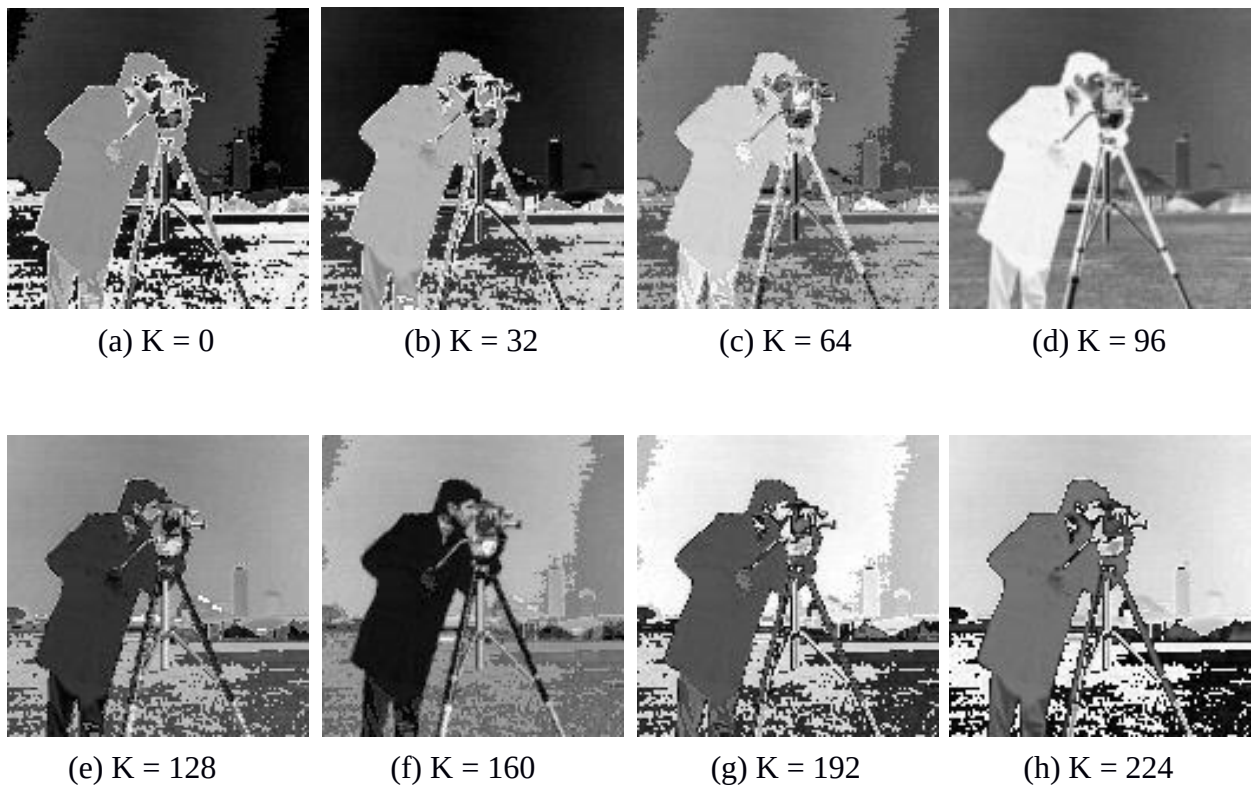 (a) K = 0 (b) K = 32 (c) K = 64 (d) K = 96
(e) K = 128 (f) K = 160 (g) K = 192 (h) K = 224